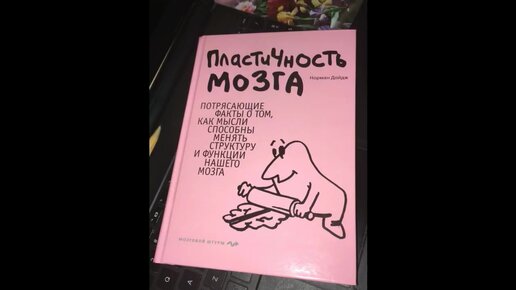 ПЛАСТИЧНОСТЬ
МОЗГА
Норман Дойдж
ПОТРЯСАЮЩИЕ
ФАКТЫ О ТОМ,
КАК МЫСЛИ
СПОСОБНЫ
МЕНЯТЬ
СТРУКТУРУ
И ФУНКЦИИ
НАШЕГО
МОЗГА
МОЗГОВОЙ ШТУРМ